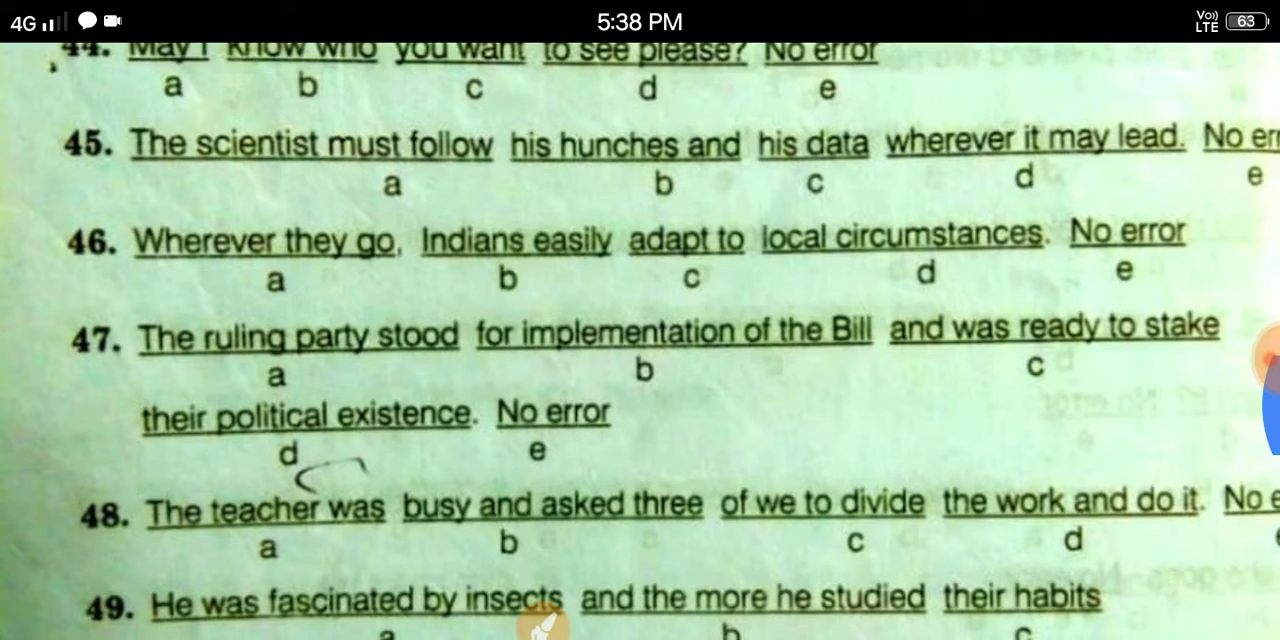 4G 5:38 PM Vo)) LTE 63
44. May I know who you want to see please? No error
a b c d e
45. The scientist must follow his hunches and his data wherever it may lead. No err
a b c d e
46. Wherever they go, Indians easily adapt to local circumstances. No error
a b c d e
47. The ruling party stood for implementation of the Bill and was ready to stake
a b c
their political existence. No error
d e
48. The teacher was busy and asked three of we to divide the work and do it. No e
a b c d
49. He was fascinated by insects and the more he studied their habits
a b c